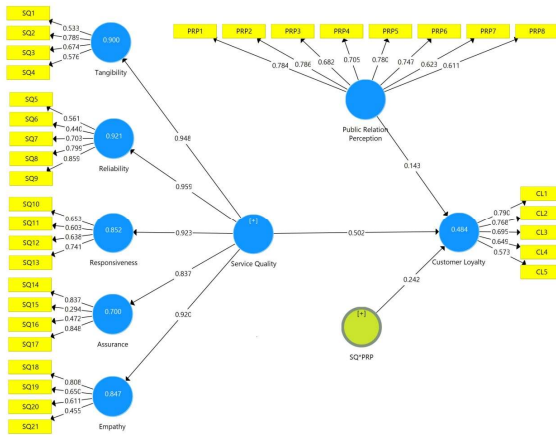 SQ1
SQ2
SQ3
SQ4
0.533
0.789
0.674
0.576
0.900
Tangibility
SQ5
SQ6
SQ7
SQ8
SQ9
0.561
0.440
0.703
0.799
0.859
0.921
Reliability
SQ10
SQ11
SQ12
SQ13
0.653
0.603
0.638
0.741
0.852
Responsiveness
SQ14
SQ15
SQ16
SQ17
0.837
0.294
0.472
0.848
0.700
Assurance
SQ18
SQ19
SQ20
SQ21
0.808
0.650
0.611
0.455
0.847
Empathy
0.948
0.959
0.923
0.837
0.920
[+]
Service Quality
PRP1
PRP2
PRP3
PRP4
PRP5
PRP6
PRP7
PRP8
0.784
0.786
0.682
0.705
0.780
0.747
0.623
0.611
Public Relation
Perception
0.143
0.502
0.242
[+]
SQ*PRP
0.484
Customer Loyalty
0.790
0.768
0.695
0.649
0.573
CL1
CL2
CL3
CL4
CL5